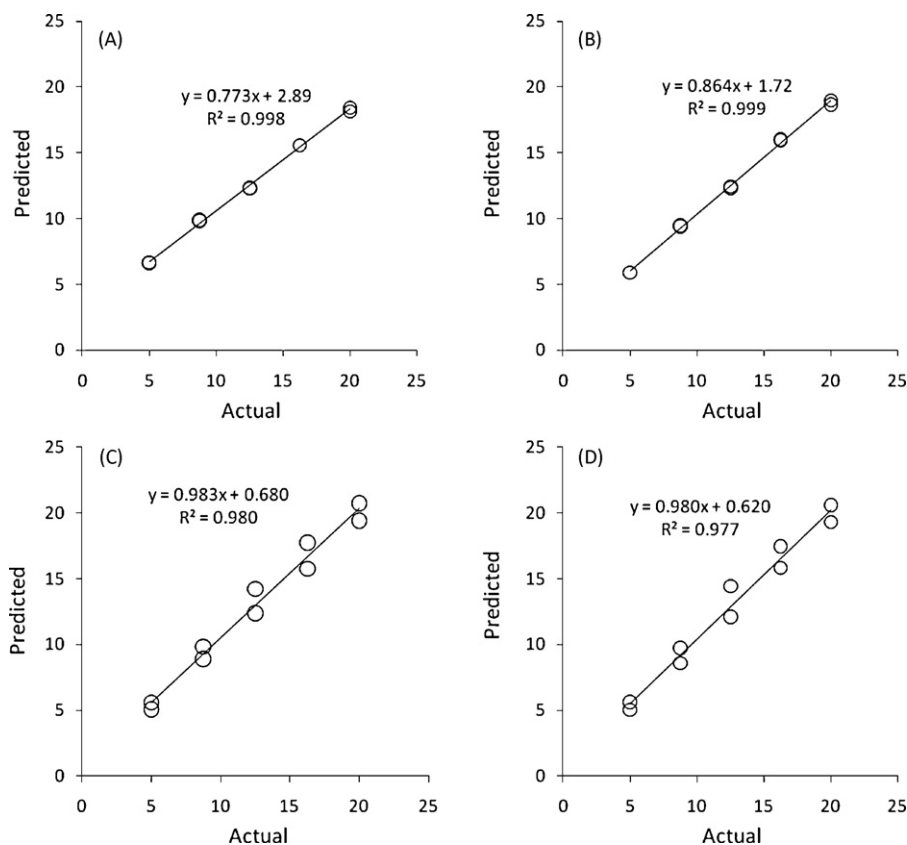 (A)
y = 0.773x + 2.89
R² = 0.998
25
20
15
10
5
0
Predicted
0 5 10 15 20 25
Actual
(B)
y = 0.864x + 1.72
R² = 0.999
25
20
15
10
5
0
Predicted
0 5 10 15 20 25
Actual
(C)
y = 0.983x + 0.680
R² = 0.980
25
20
15
10
5
0
Predicted
0 5 10 15 20 25
Actual
(D)
y = 0.980x + 0.620
R² = 0.977
25
20
15
10
5
0
Predicted
0 5 10 15 20 25
Actual